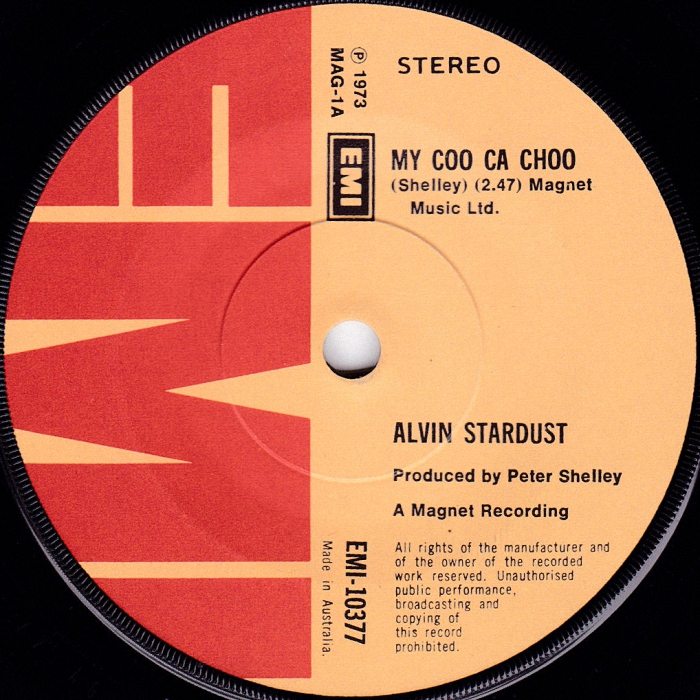 EMI
℗ 1973
MAG-1A
STEREO
EMI
MY COO CA CHOO
(Shelley) (2.47) Magnet
Music Ltd.
ALVIN STARDUST
Produced by Peter Shelley
A Magnet Recording
EMI-10377
Made in Australia.
All rights of the manufacturer and
of the owner of the recorded
work reserved. Unauthorised
public performance,
broadcasting and
copying of
this record
prohibited.